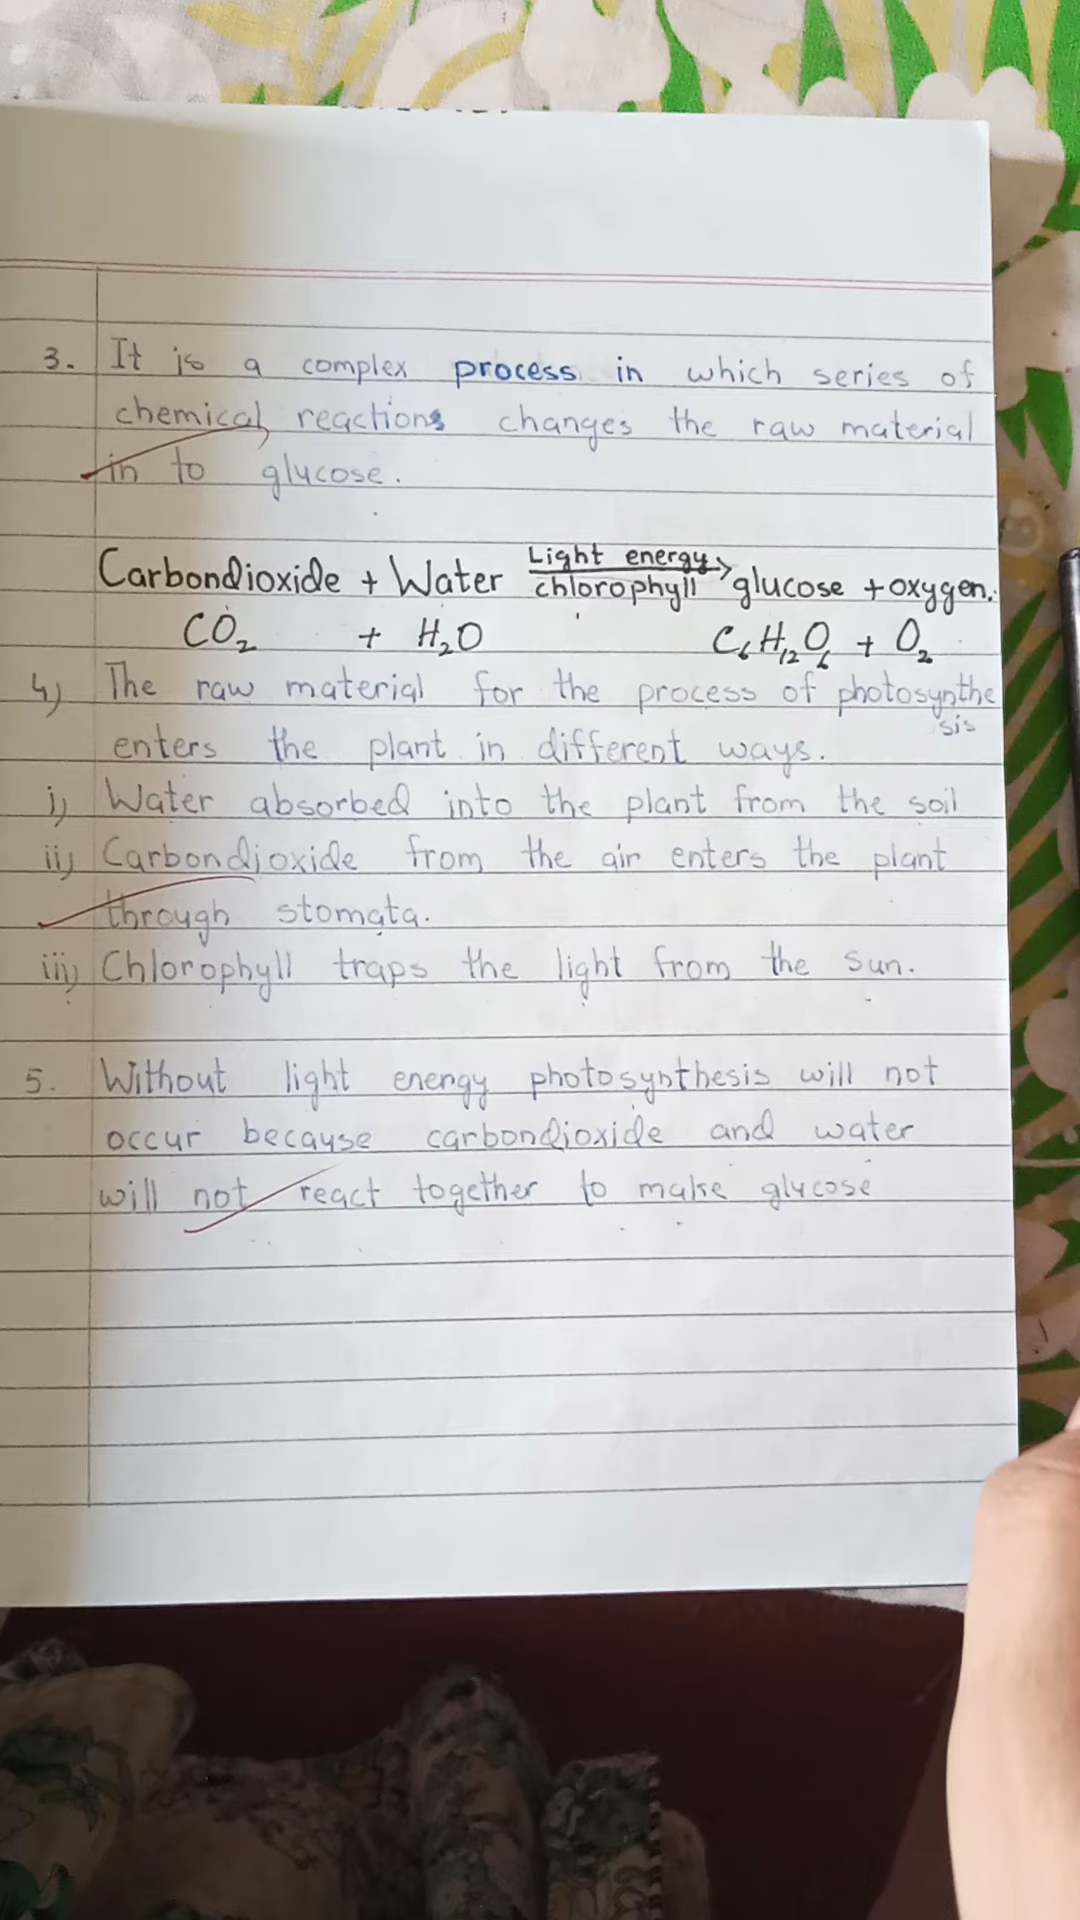 3. It is a complex process in which series of
chemical reactions changes the raw material
in to glucose.
Carbondioxide + Water Light energy chlorophyll → glucose + oxygen.
CO₂ + H₂O C₆H₁₂O₆ + O₂
4) The raw material for the process of photosynthe
sis
enters the plant in different ways.
i) Water absorbed into the plant from the soil
ii) Carbondioxide from the air enters the plant
through stomata.
iii) Chlorophyll traps the light from the sun.
5. Without light energy photosynthesis will not
occur because carbondioxide and water
will not react together to make glucose